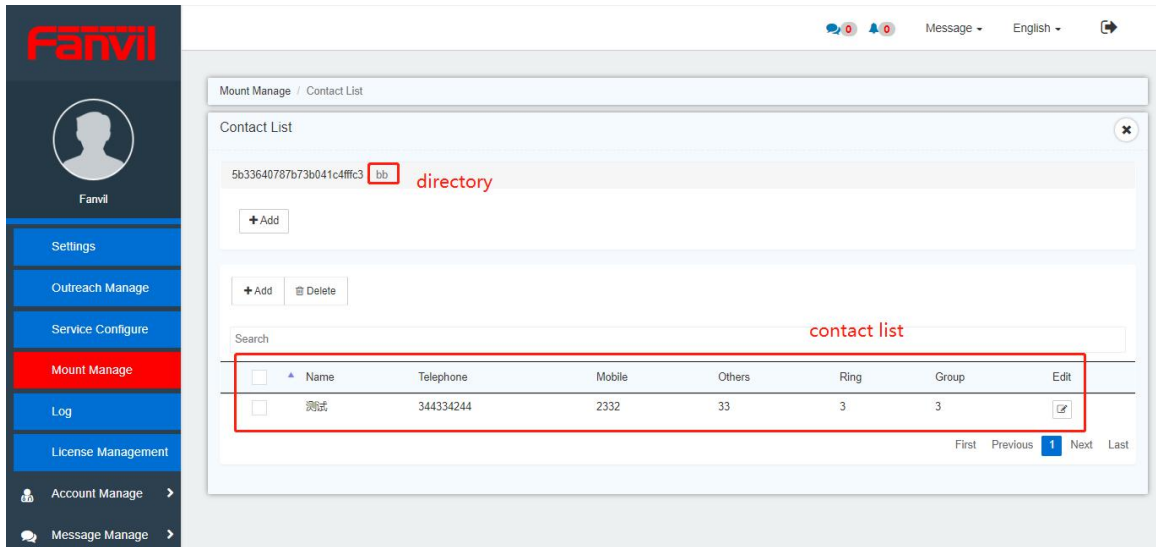 Fanvil
0 0 Message English
Mount Manage / Contact List
Contact List
5b33640787b73b041c4fffc3 bb directory
Fanvil
+ Add
Settings
Outreach Manage
+ Add Delete
Service Configure
Search
contact list
Mount Manage
Name Telephone Mobile Others Ring Group Edit
测试 344334244 2332 33 3 3
Log
First Previous 1 Next Last
License Management
Account Manage
Message Manage